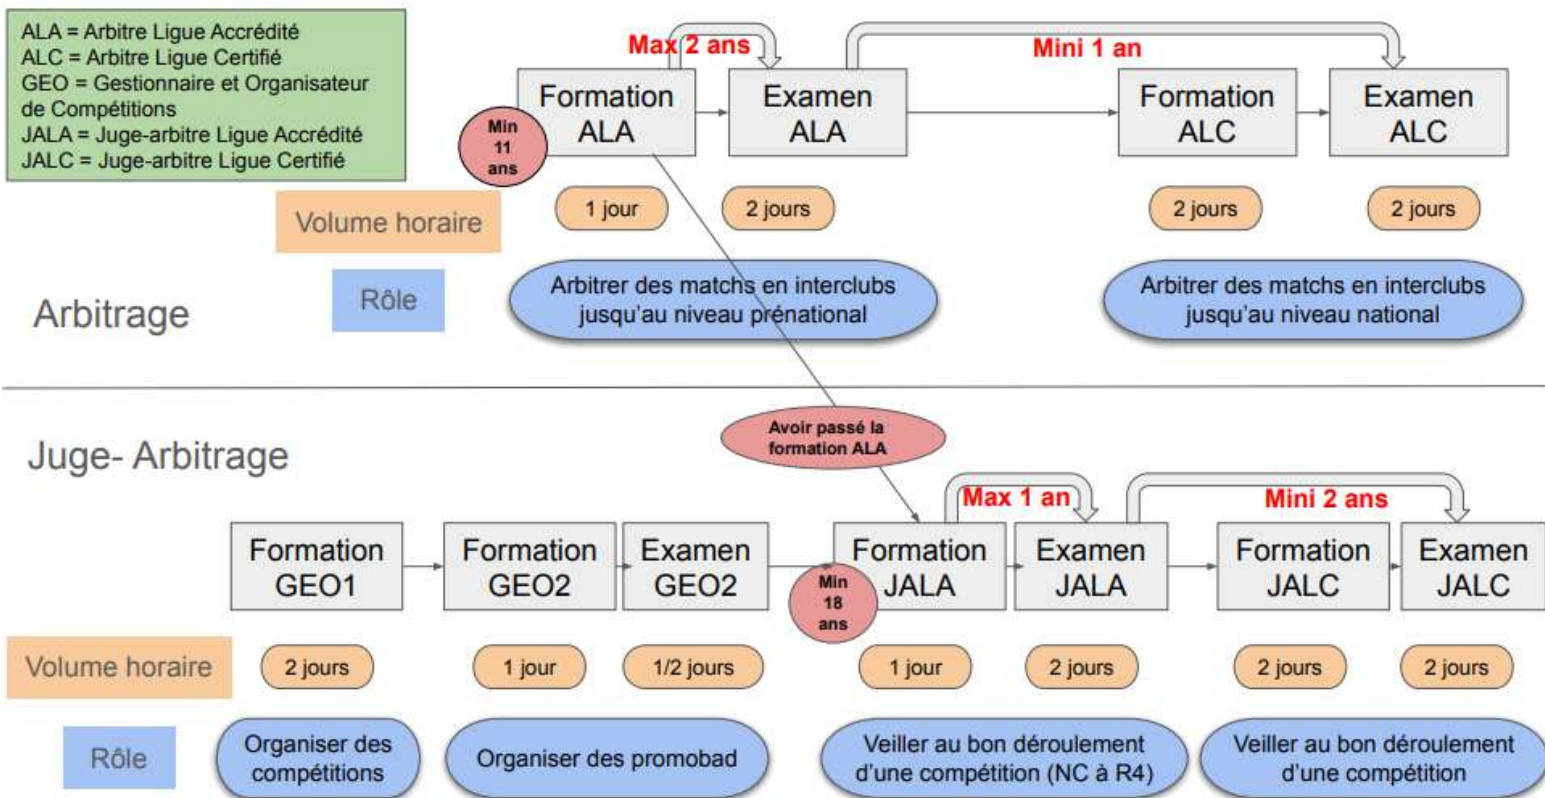 ALA = Arbitre Ligue Accrédité
ALC = Arbitre Ligue Certifié
GEO = Gestionnaire et Organisateur
de Compétitions
JALA = Juge-arbitre Ligue Accrédité
JALC = Juge-arbitre Ligue Certifié
Max 2 ans
Mini 1 an
Formation
ALA
Examen
ALA
Formation
ALC
Examen
ALC
Min
11
ans
Volume horaire
1 jour
2 jours
2 jours
2 jours
Arbitrage
Rôle
Arbitrer des matchs en interclubs
jusqu'au niveau prénational
Arbitrer des matchs en interclubs
jusqu'au niveau national
Juge- Arbitrage
Avoir passé la
formation ALA
Max 1 an
Mini 2 ans
Formation
GEO1
Formation
GEO2
Examen
GEO2
Min
18
ans
Formation
JALA
Examen
JALA
Formation
JALC
Examen
JALC
Volume horaire
2 jours
1 jour
1/2 jours
1 jour
2 jours
2 jours
2 jours
Rôle
Organiser des
compétitions
Organiser des promobad
Veiller au bon déroulement
d'une compétition (NC à R4)
Veiller au bon déroulement
d'une compétition